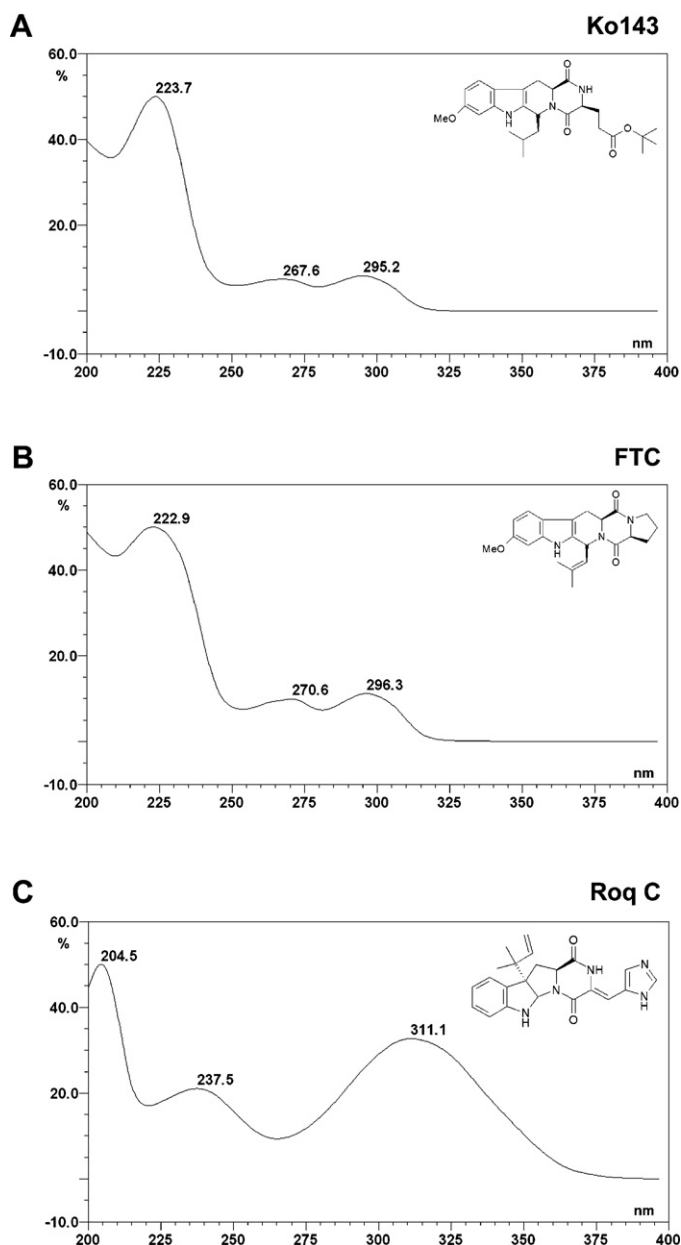 A
Ko143
60.0
%
223.7
40.0
20.0
267.6
295.2
nm
-10.0
200 225 250 275 300 325 350 375 400
O
NH
N
MeO
N
H
O
O
O
B
FTC
60.0
%
222.9
40.0
20.0
270.6
296.3
nm
-10.0
200 225 250 275 300 325 350 375 400
O
N
N
MeO
N
H
O
C
Roq C
60.0
%
204.5
40.0
311.1
237.5
20.0
nm
-10.0
200 225 250 275 300 325 350 375 400
O
N
NH
N
N
H
N
H
O